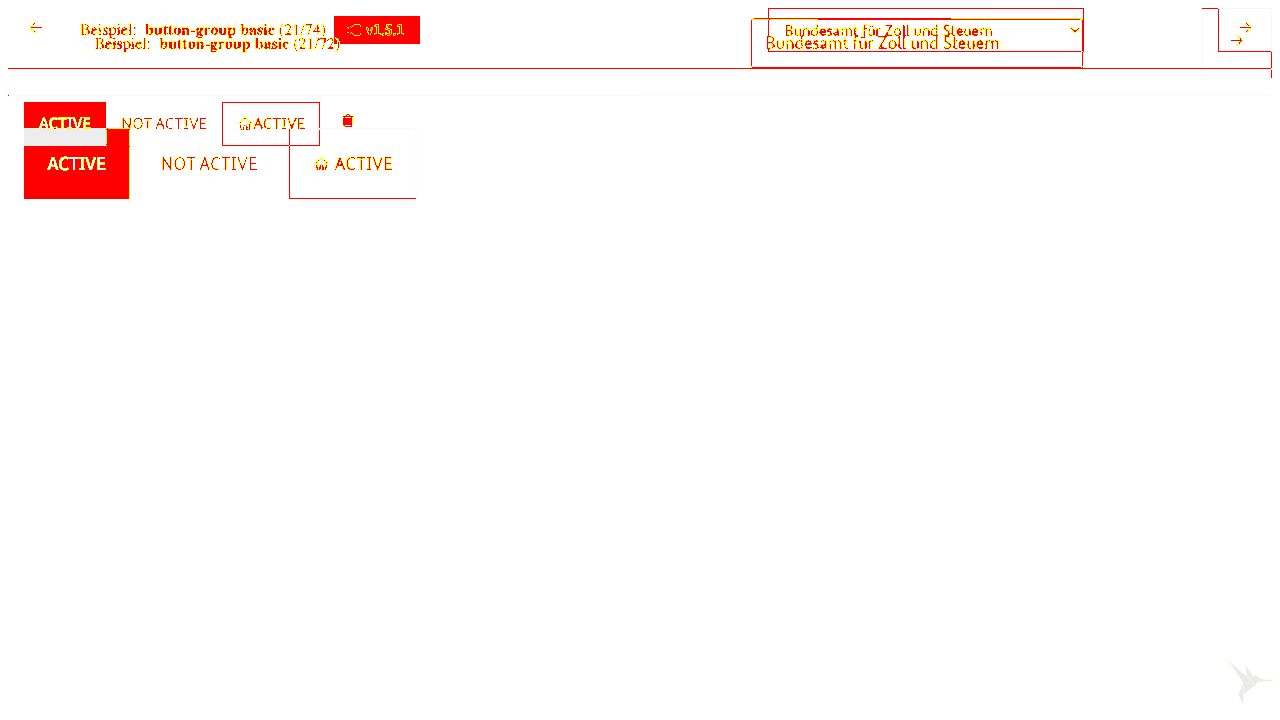 Beispiel: button-group basic (21/74) v1.5.1 Bundesamt für Zoll und Steuern
Beispiel: button-group basic (21/72) Bundesamt für Zoll und Steuern
ACTIVE NOT ACTIVE ACTIVE
ACTIVE NOT ACTIVE ACTIVE